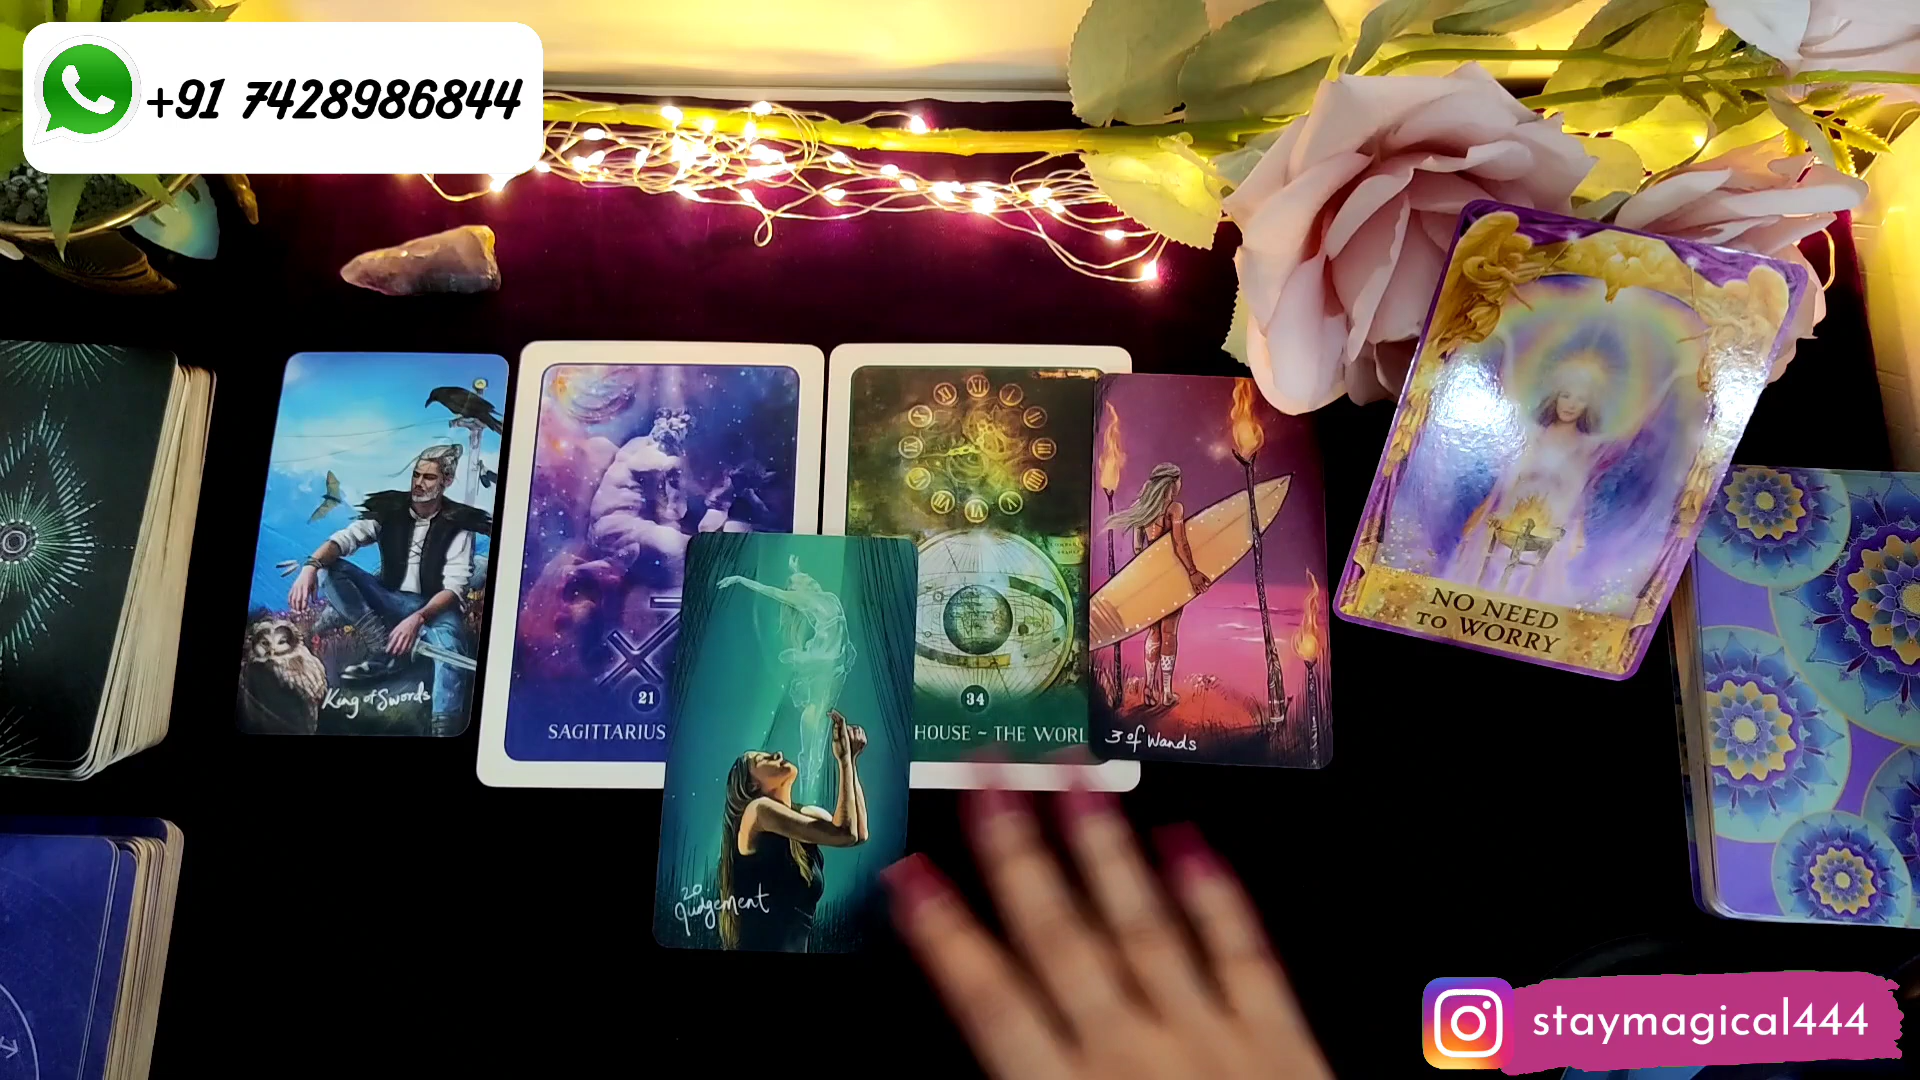 +91 7428986844
King of Swords
21
SAGITTARIUS
34
HOUSE ~ THE WORL
3 of Wands
NO NEED
TO WORRY
20.
Judgement
staymagical444